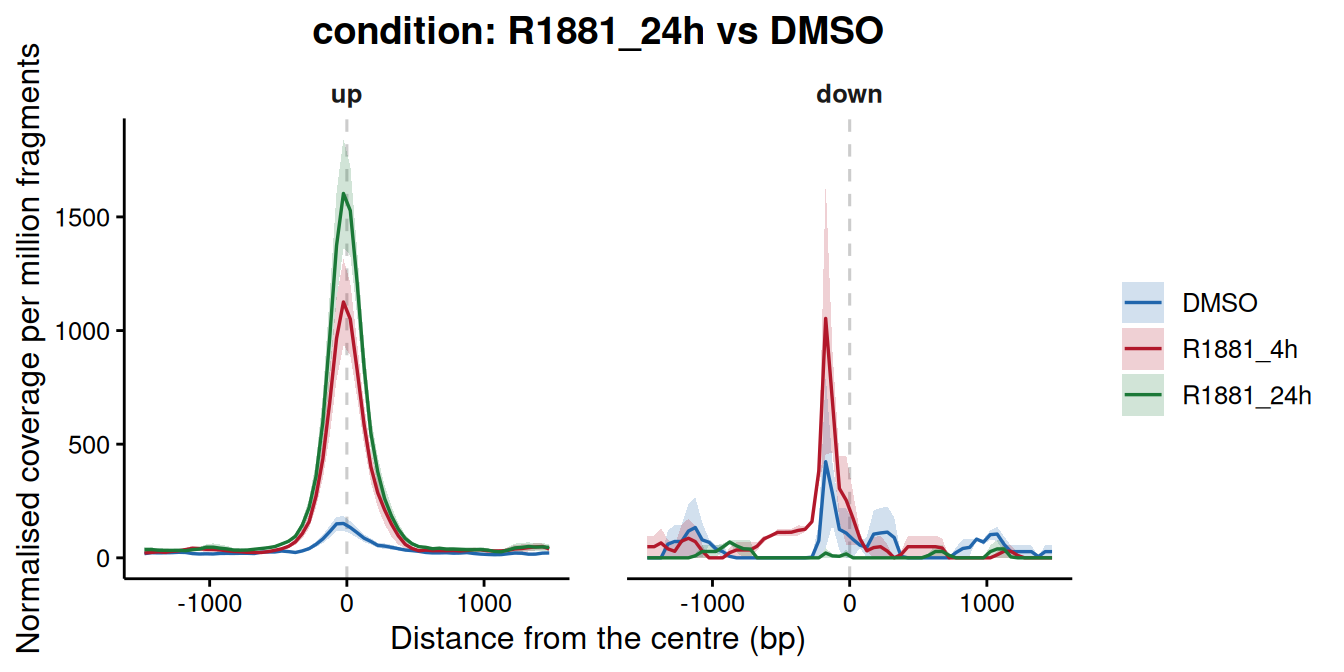 condition: R1881_24h vs DMSO
up
down
Normalised coverage per million fragments
1500
1000
500
0
-1000
0
1000
-1000
0
1000
Distance from the centre (bp)
DMSO
R1881_4h
R1881_24h